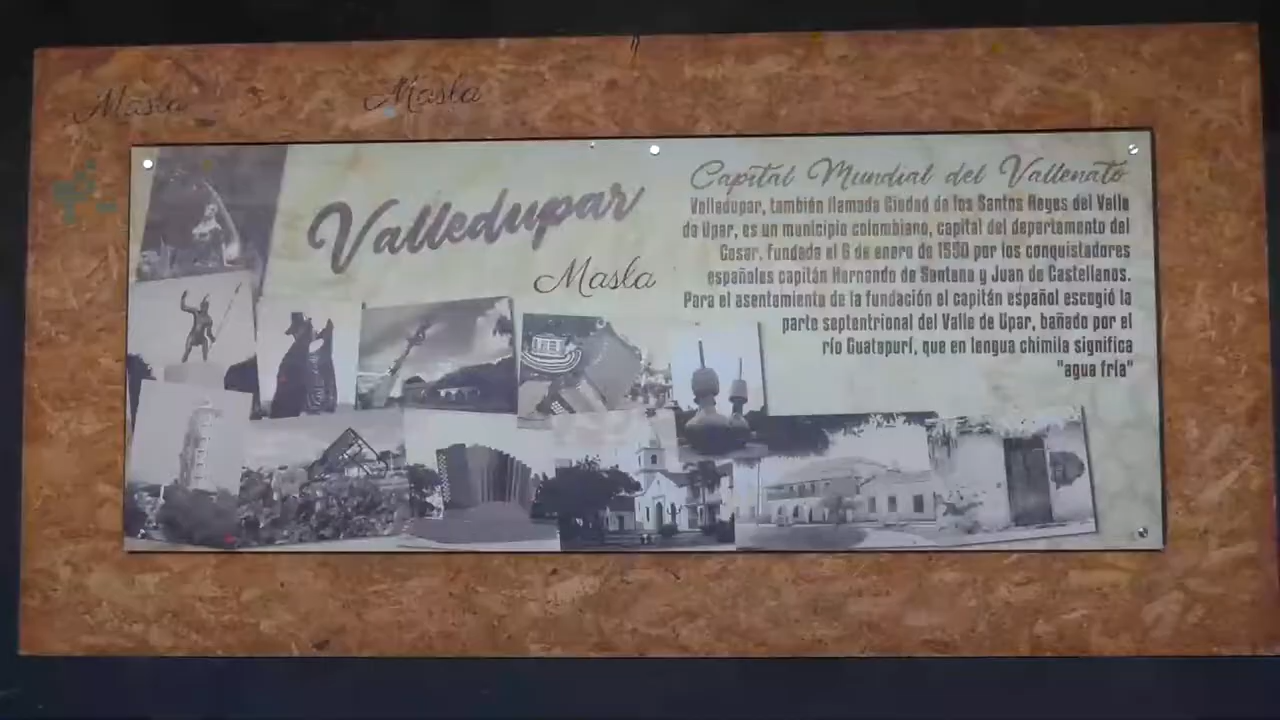 Masla
Masla
Valledupar
Masla
Capital Mundial del Vallenato
Valledupar, también llamada Ciudad de los Santos Reyes del Valle
de Upar, es un municipio colombiano, capital del departamento del
Cesar. fundada el 6 de enero de 1550 por los conquistadores
españoles capitán Hernando de Santana y Juan de Castellanos.
Para el asentamiento de la fundación el capitán español escogió la
parte septentrional del Valle de Upar, bañado por el
río Guatapurí, que en lengua chimila significa
"agua fría"